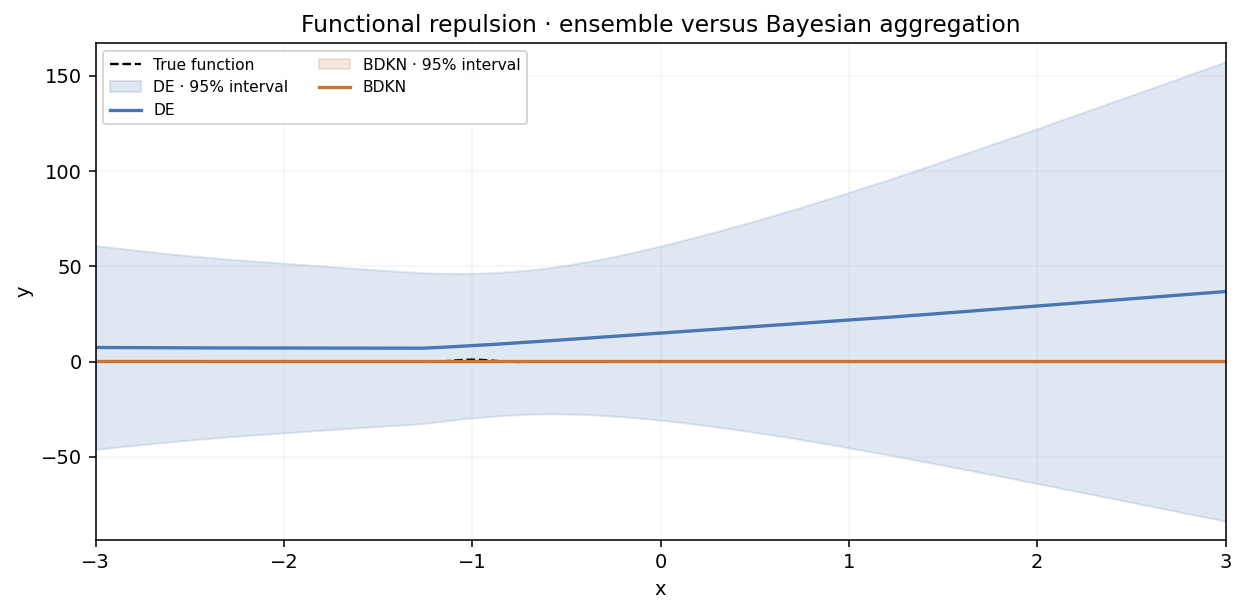 Functional repulsion · ensemble versus Bayesian aggregation
True function
DE · 95% interval
DE
BDKN · 95% interval
BDKN
150
100
50
0
−50
y
−3
−2
−1
0
1
2
3
x